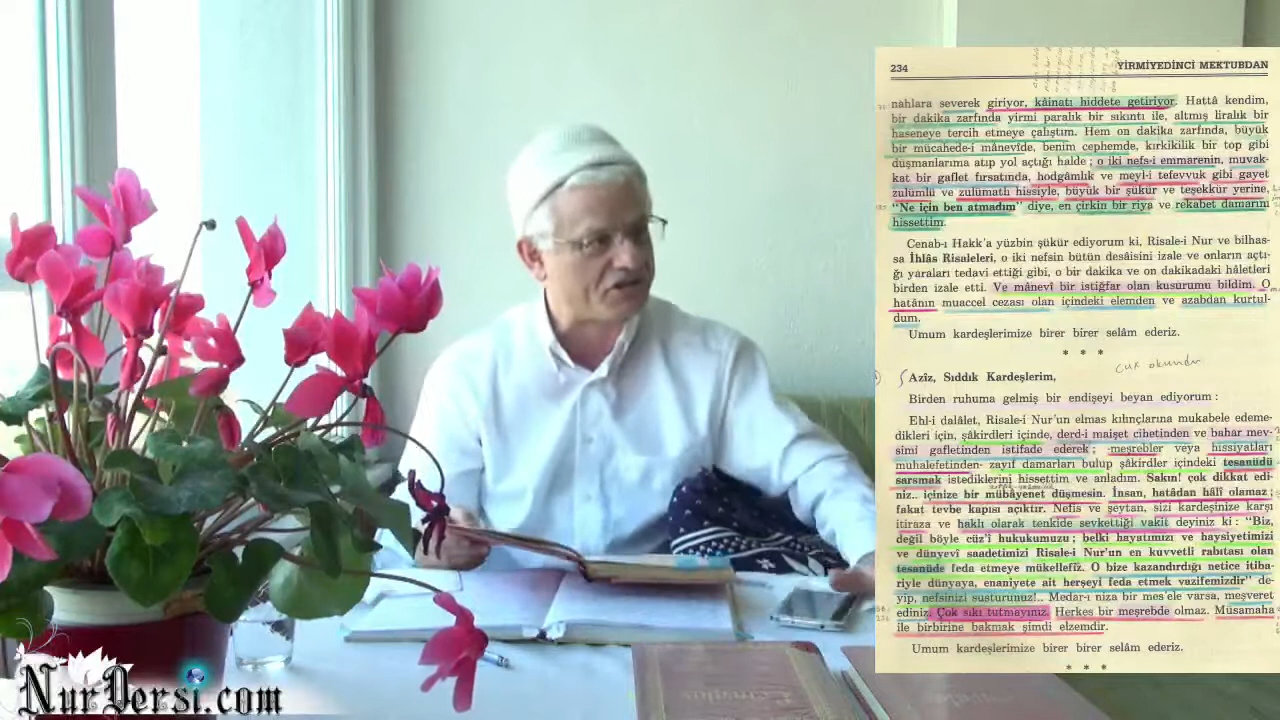 234
YİRMİYEDİNCİ MEKTUBDAN
nahlara severek giriyor, kâinatı hiddete getiriyor. Hattâ kendim,
bir dakika zarfında yirmi paralık bir sıkıntı ile, altmış liralık bir
haseneye tercih etmeye çalıştım. Hem on dakika zarfında, büyük
bir mücahede-i mânevîde, benim cephemde, kırkikilik bir top gibi
düşmanlarıma atıp yol açtığı halde; o iki nefs-i emmarenin, muvak-
kat bir gaflet fırsatında, hodgâmlık ve meyl-i tefevvuk gibi gayet
zulümlü ve zulümatlı hissiyle, büyük bir şükür ve teşekkür yerine,
"Ne için ben atmadım" diye, en çirkin bir riya ve rekabet damarını
hissettim.
Cenab-ı Hakk'a yüzbin şükür ediyorum ki, Risale-i Nur ve bilhas-
sa İhlâs Risaleleri, o iki nefsin bütün desâisini izale ve onların açtı-
ğı yaraları tedavi ettiği gibi, o bir dakika ve on dakikadaki hâletleri
birden izale etti. Ve mânevî bir istiğfar olan kusurumu bildim. O
hatânın muaccel cezası olan içindeki elemden ve azabdan kurtul-
dum.
Umum kardeşlerimize birer birer selâm ederiz.
* * *
çok okundu
Azîz, Sıddık Kardeşlerim,
Birden ruhuma gelmiş bir endişeyi beyan ediyorum :
Ehl-i dalâlet, Risale-i Nur'un elmas kılınçlarına mukabele edeme-
dikleri için, şâkirdleri içinde, derd-i maişet cihetinden ve bahar mev-
simi gafletinden istifade ederek; -meşrebler veya hissiyatları
muhalefetinden- zayıf damarları bulup şâkirdler içindeki tesanüdü
sarsmak istediklerini hissettim ve anladım. Sakın! çok dikkat edi-
niz.. içinize bir mübâyenet düşmesin. İnsan, hatâdan hâlî olamaz;
fakat tevbe kapısı açıktır. Nefis ve şeytan, sizi kardeşinize karşı
itiraza ve haklı olarak tenkide sevkettiği vakit deyiniz ki : "Biz,
değil böyle cüz'î hukukumuzu; belki hayatımızı ve haysiyetimizi
ve dünyevî saadetimizi Risale-i Nur'un en kuvvetli rabıtası olan
tesanüde feda etmeye mükellefiz. O bize kazandırdığı netice itiba-
riyle dünyaya, enaniyete ait herşeyi feda etmek vazifemizdir" de-
yip, nefsinizi susturunuz!.. Medar-ı niza bir mes'ele varsa, meşveret
ediniz. Çok sıkı tutmayınız. Herkes bir meşrebde olmaz. Müsamaha
ile birbirine bakmak şimdi elzemdir.
Umum kardeşlerimize birer birer selâm ederiz.
* * *
NurDersi.com